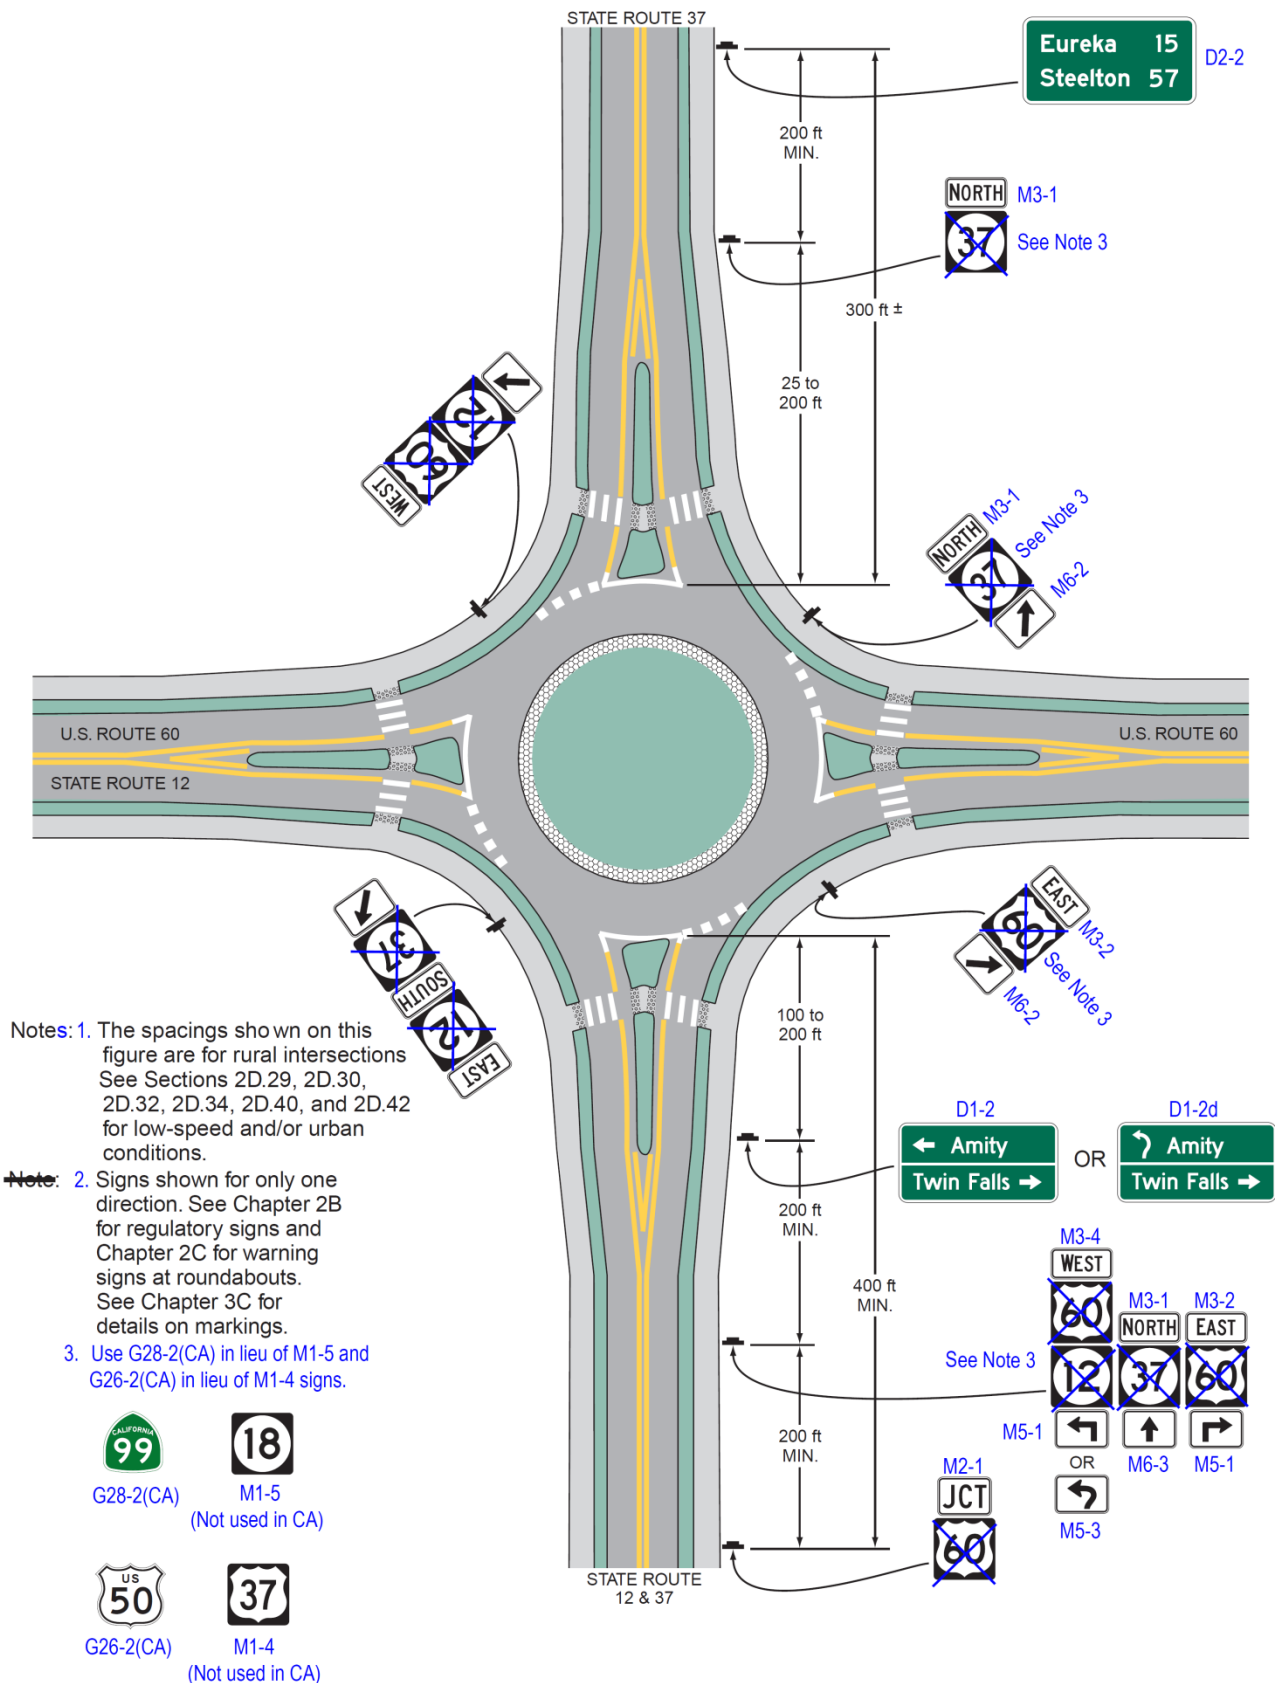 STATE ROUTE 37
Eureka 15
Steelton 57
D2-2
200 ft
MIN.
NORTH
M3-1
37
See Note 3
300 ft ±
25 to
200 ft
12
60
WEST
NORTH
M3-1
37
See Note 3
M6-2
U.S. ROUTE 60
STATE ROUTE 12
U.S. ROUTE 60
37
SOUTH
12
EAST
EAST
M3-2
60
See Note 3
M6-2
Notes: 1. The spacings shown on this
figure are for rural intersections
See Sections 2D.29, 2D.30,
2D.32, 2D.34, 2D.40, and 2D.42
for low-speed and/or urban
conditions.
Note: 2. Signs shown for only one
direction. See Chapter 2B
for regulatory signs and
Chapter 2C for warning
signs at roundabouts.
See Chapter 3C for
details on markings.
3. Use G28-2(CA) in lieu of M1-5 and
G26-2(CA) in lieu of M1-4 signs.
100 to
200 ft
D1-2
Amity
Twin Falls
OR
D1-2d
Amity
Twin Falls
200 ft
MIN.
400 ft
MIN.
M3-4
WEST
60
12
See Note 3
M5-1
OR
M5-3
M3-1
NORTH
37
M6-3
M3-2
EAST
60
M5-1
200 ft
MIN.
M2-1
JCT
60
CALIFORNIA
99
G28-2(CA)
18
M1-5
(Not used in CA)
US
50
G26-2(CA)
37
M1-4
(Not used in CA)
STATE ROUTE
12 & 37